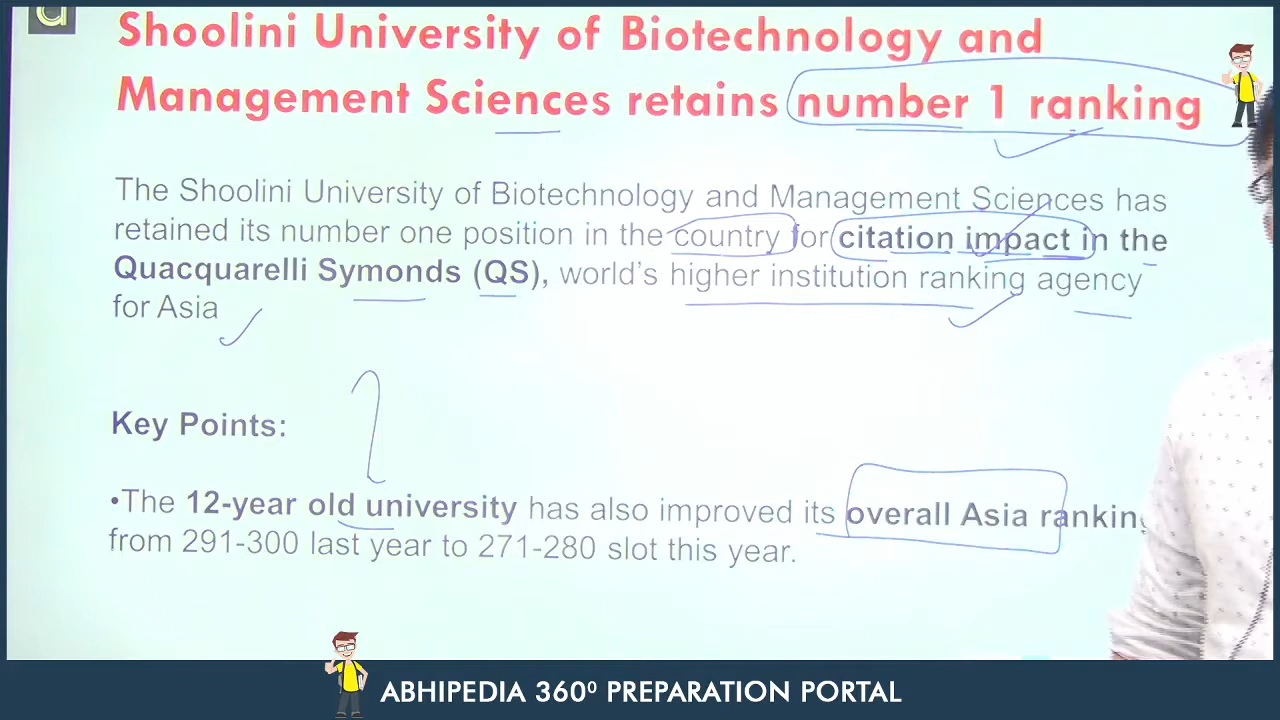 Shoolini University of Biotechnology and
Management Sciences retains number 1 ranking
The Shoolini University of Biotechnology and Management Sciences has
retained its number one position in the country for citation impact in the
Quacquarelli Symonds (QS), world's higher institution ranking agency
for Asia
Key Points:
•The 12-year old university has also improved its overall Asia ranking
from 291-300 last year to 271-280 slot this year.
ABHIPEDIA 360⁰ PREPARATION PORTAL